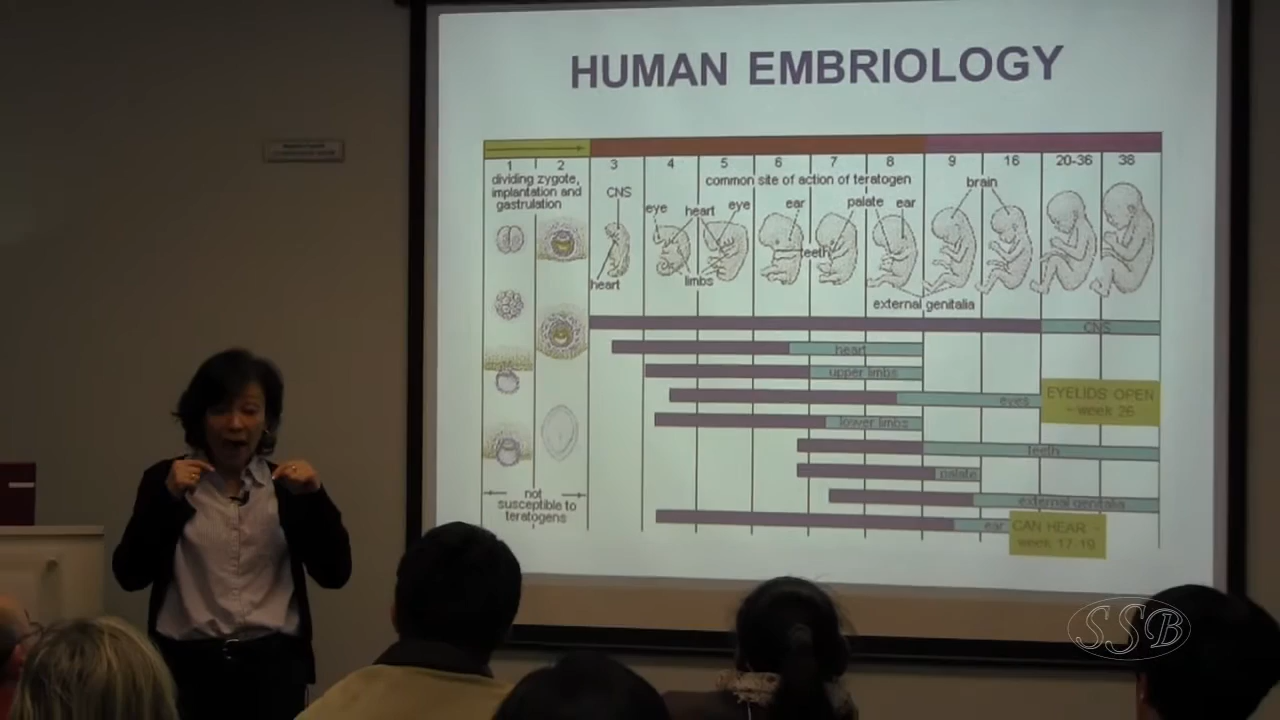 HUMAN EMBRIOLOGY
1 2 3 4 5 6 7 8 9 16 20-36 38
dividing zygote,
implantation and
gastrulation
common site of action of teratogen
CNS
brain
eye
heart
eye
ear
palate
ear
teeth
limbs
heart
external genitalia
CNS
heart
upper limbs
eyes
EYELIDS OPEN
- week 26
lower limbs
teeth
palate
not
susceptible to
teratogens
external genitalia
ear
CAN HEAR -
week 17-19
SSB